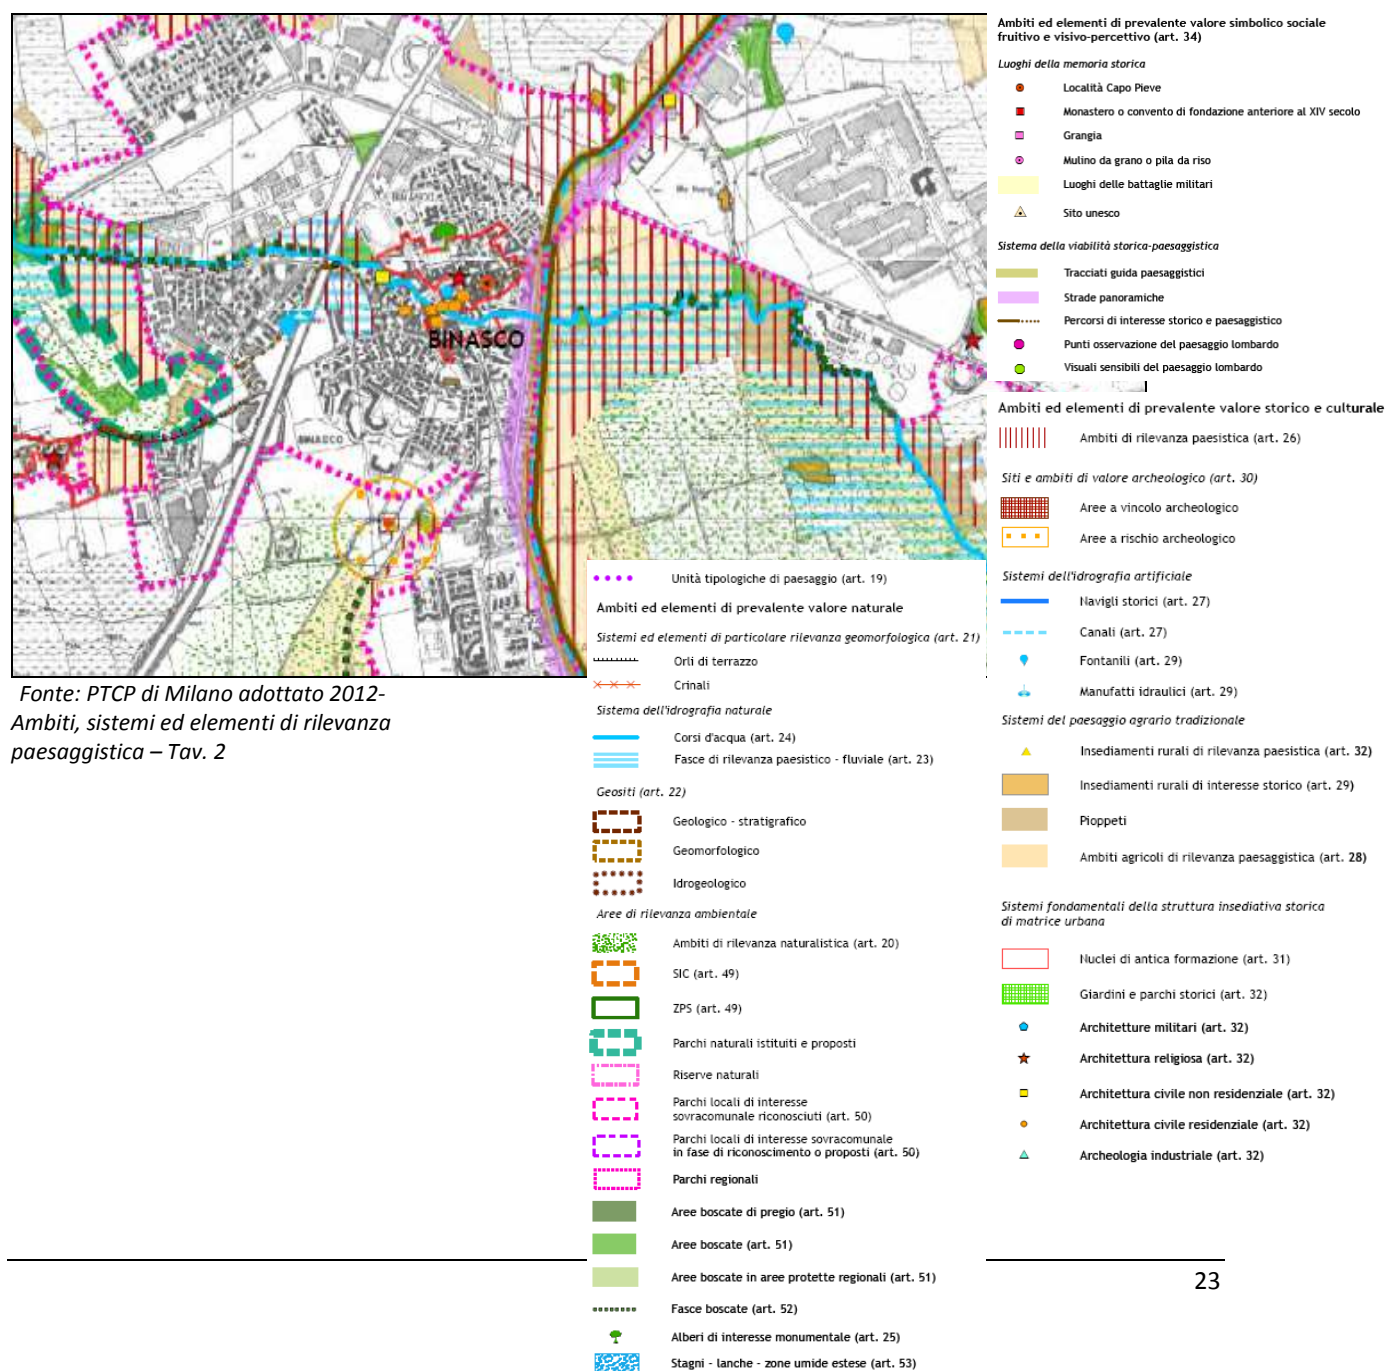 BINASCO
BINASCO
Fonte: PTCP di Milano adottato 2012-
Ambiti, sistemi ed elementi di rilevanza
paesaggistica – Tav. 2
Unità tipologiche di paesaggio (art. 19)
Ambiti ed elementi di prevalente valore naturale
Sistemi ed elementi di particolare rilevanza geomorfologica (art. 21)
Orli di terrazzo
Crinali
Sistema dell'idrografia naturale
Corsi d'acqua (art. 24)
Fasce di rilevanza paesistico - fluviale (art. 23)
Geositi (art. 22)
Geologico - stratigrafico
Geomorfologico
Idrogeologico
Aree di rilevanza ambientale
Ambiti di rilevanza naturalistica (art. 20)
SIC (art. 49)
ZPS (art. 49)
Parchi naturali istituiti e proposti
Riserve naturali
Parchi locali di interesse
sovracomunale riconosciuti (art. 50)
Parchi locali di interesse sovracomunale
in fase di riconoscimento o proposti (art. 50)
Parchi regionali
Aree boscate di pregio (art. 51)
Aree boscate (art. 51)
Aree boscate in aree protette regionali (art. 51)
Fasce boscate (art. 52)
Alberi di interesse monumentale (art. 25)
Stagni - lanche - zone umide estese (art. 53)
Ambiti ed elementi di prevalente valore simbolico sociale
fruitivo e visivo-percettivo (art. 34)
Luoghi della memoria storica
Località Capo Pieve
Monastero o convento di fondazione anteriore al XIV secolo
Grangia
Mulino da grano o pila da riso
Luoghi delle battaglie militari
Sito unesco
Sistema della viabilità storica-paesaggistica
Tracciati guida paesaggistici
Strade panoramiche
Percorsi di interesse storico e paesaggistico
Punti osservazione del paesaggio lombardo
Visuali sensibili del paesaggio lombardo
Ambiti ed elementi di prevalente valore storico e culturale
Ambiti di rilevanza paesistica (art. 26)
Siti e ambiti di valore archeologico (art. 30)
Aree a vincolo archeologico
Aree a rischio archeologico
Sistemi dell'idrografia artificiale
Navigli storici (art. 27)
Canali (art. 27)
Fontanili (art. 29)
Manufatti idraulici (art. 29)
Sistemi del paesaggio agrario tradizionale
Insediamenti rurali di rilevanza paesistica (art. 32)
Insediamenti rurali di interesse storico (art. 29)
Pioppeti
Ambiti agricoli di rilevanza paesaggistica (art. 28)
Sistemi fondamentali della struttura insediativa storica
di matrice urbana
Nuclei di antica formazione (art. 31)
Giardini e parchi storici (art. 32)
Architetture militari (art. 32)
Architettura religiosa (art. 32)
Architettura civile non residenziale (art. 32)
Architettura civile residenziale (art. 32)
Archeologia industriale (art. 32)
23